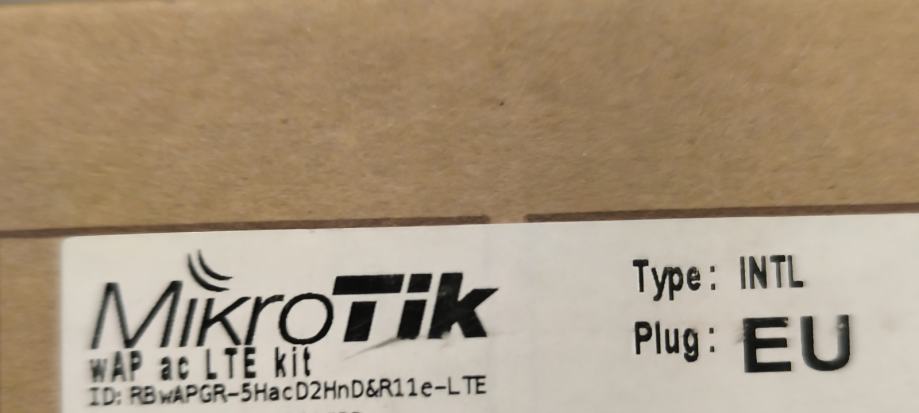 MikroTik
wAP ac LTE kit
ID: RBwAPGR-5HacD2HnD&R11e-LTE
Type: INTL
Plug: EU